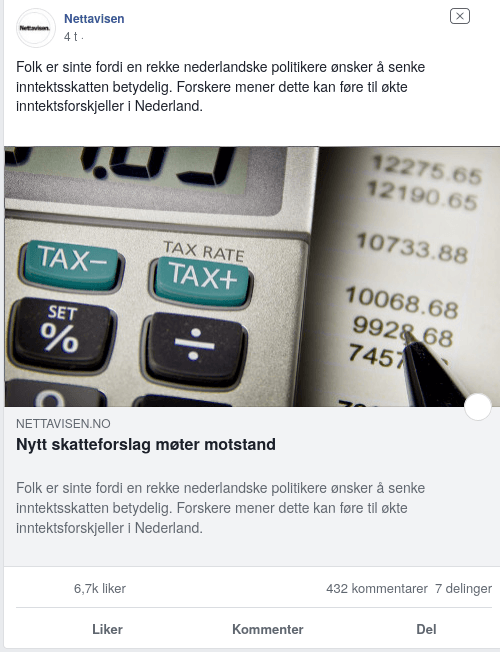 Nettavisen.
Nettavisen
4 t ·
Folk er sinte fordi en rekke nederlandske politikere ønsker å senke
inntektsskatten betydelig. Forskere mener dette kan føre til økte
inntektsforskjeller i Nederland.
12275.65
12190.65
10733.88
10068.68
9928.68
TAX RATE
TAX−
TAX+
SET
%
÷
NETTAVISEN.NO
Nytt skatteforslag møter motstand
Folk er sinte fordi en rekke nederlandske politikere ønsker å senke
inntektsskatten betydelig. Forskere mener dette kan føre til økte
inntektsforskjeller i Nederland.
6,7k liker
432 kommentarer 7 delinger
Liker
Kommenter
Del